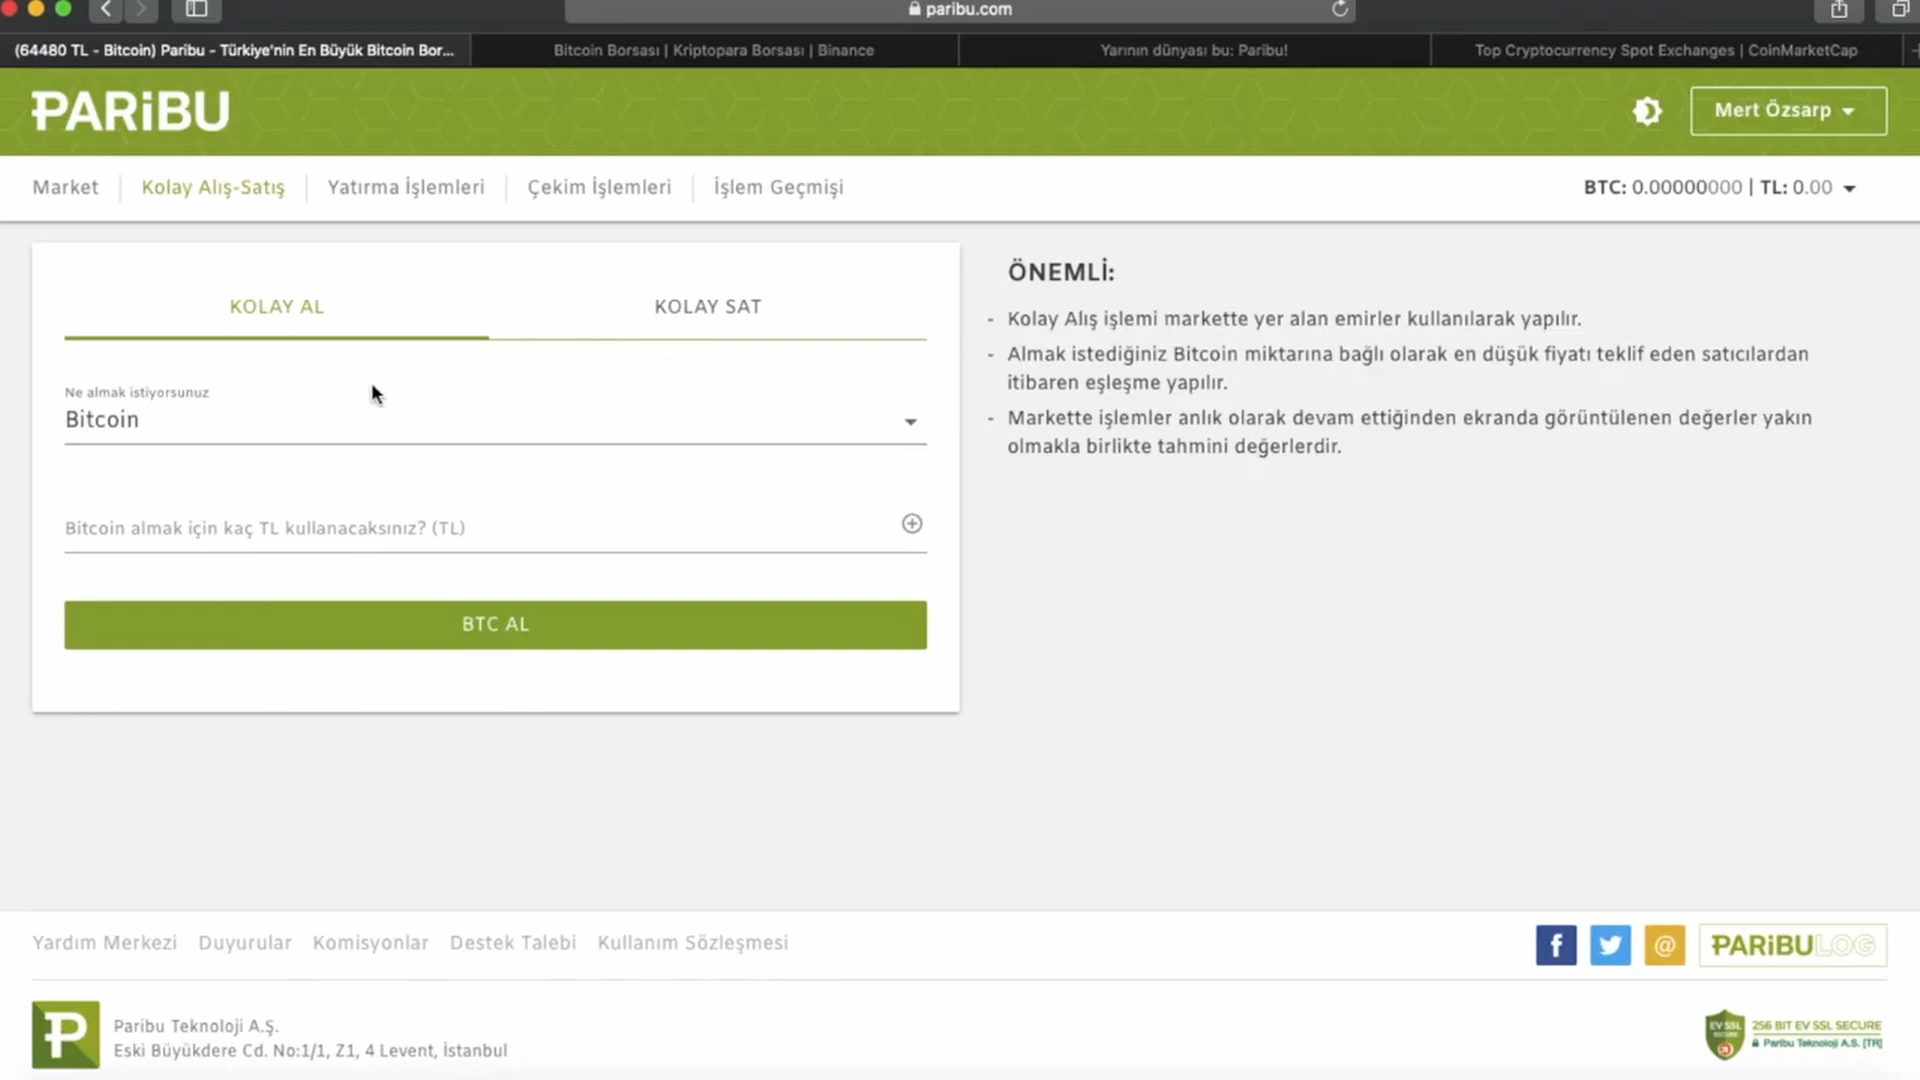 paribu.com
(64480 TL - Bitcoin) Paribu - Türkiye'nin En Büyük Bitcoin Bor...
Bitcoin Borsası | Kriptopara Borsası | Binance
Yarının dünyası bu: Paribu!
Top Cryptocurrency Spot Exchanges | CoinMarketCap
PARiBU
Mert Özsarp
Market
Kolay Alış-Satış
Yatırma İşlemleri
Çekim İşlemleri
İşlem Geçmişi
BTC: 0.00000000 | TL: 0.00
KOLAY AL
KOLAY SAT
Ne almak istiyorsunuz
Bitcoin
Bitcoin almak için kaç TL kullanacaksınız? (TL)
BTC AL
ÖNEMLİ:
- Kolay Alış işlemi markette yer alan emirler kullanılarak yapılır.
- Almak istediğiniz Bitcoin miktarına bağlı olarak en düşük fiyatı teklif eden satıcılardan
itibaren eşleşme yapılır.
- Markette işlemler anlık olarak devam ettiğinden ekranda görüntülenen değerler yakın
olmakla birlikte tahmini değerlerdir.
Yardım Merkezi
Duyurular
Komisyonlar
Destek Talebi
Kullanım Sözleşmesi
PARiBULOG
Paribu Teknoloji A.Ş.
Eski Büyükdere Cd. No:1/1, Z1, 4 Levent, İstanbul
EV SSL
SECURE
256 BIT EV SSL SECURE
Paribu Teknoloji A.S. [TR]